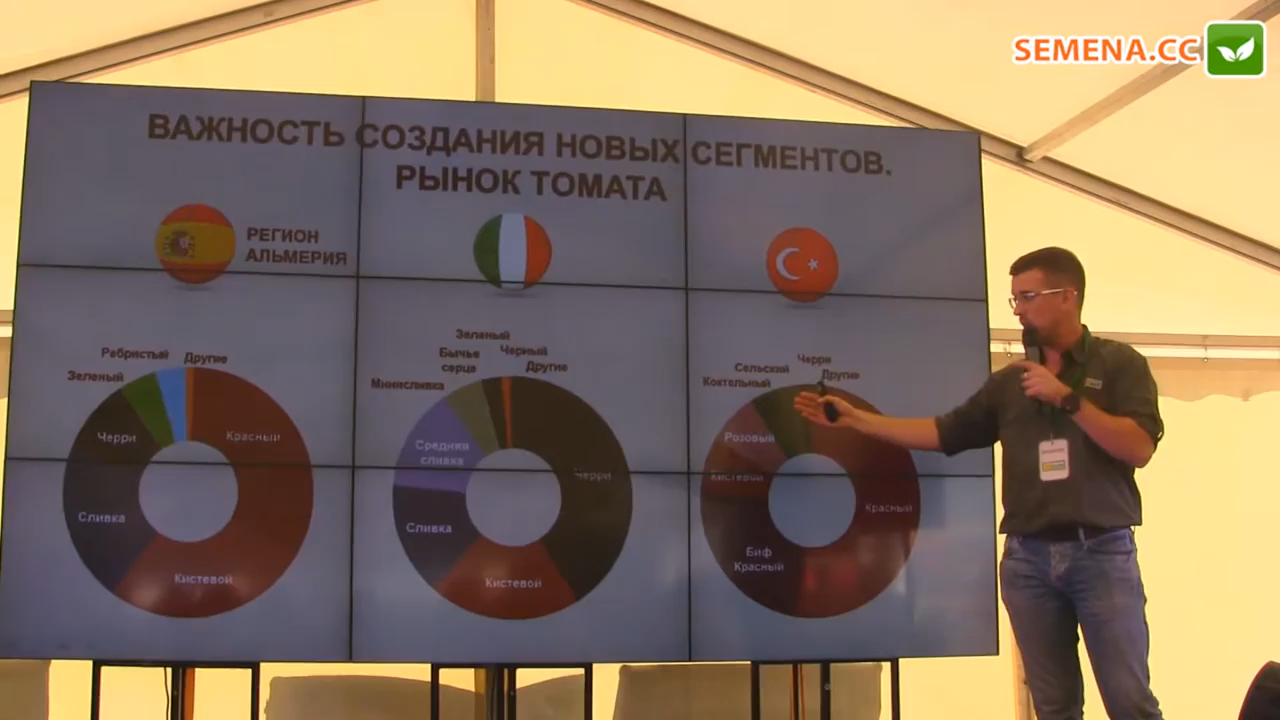 SEMENA.CC
ВАЖНОСТЬ СОЗДАНИЯ НОВЫХ СЕГМЕНТОВ.
РЫНОК ТОМАТА
РЕГИОН
АЛЬМЕРИЯ
Ребристый
Другие
Зеленый
Черри
Красный
Сливка
Кистевой
Зеленый
Бычье
сердце
Черный
Другие
Минисливка
Средняя
сливка
Черри
Сливка
Кистевой
Черри
Сельский
Другие
Коктельный
Розовый
Кистевой
Красный
Биф
Красный